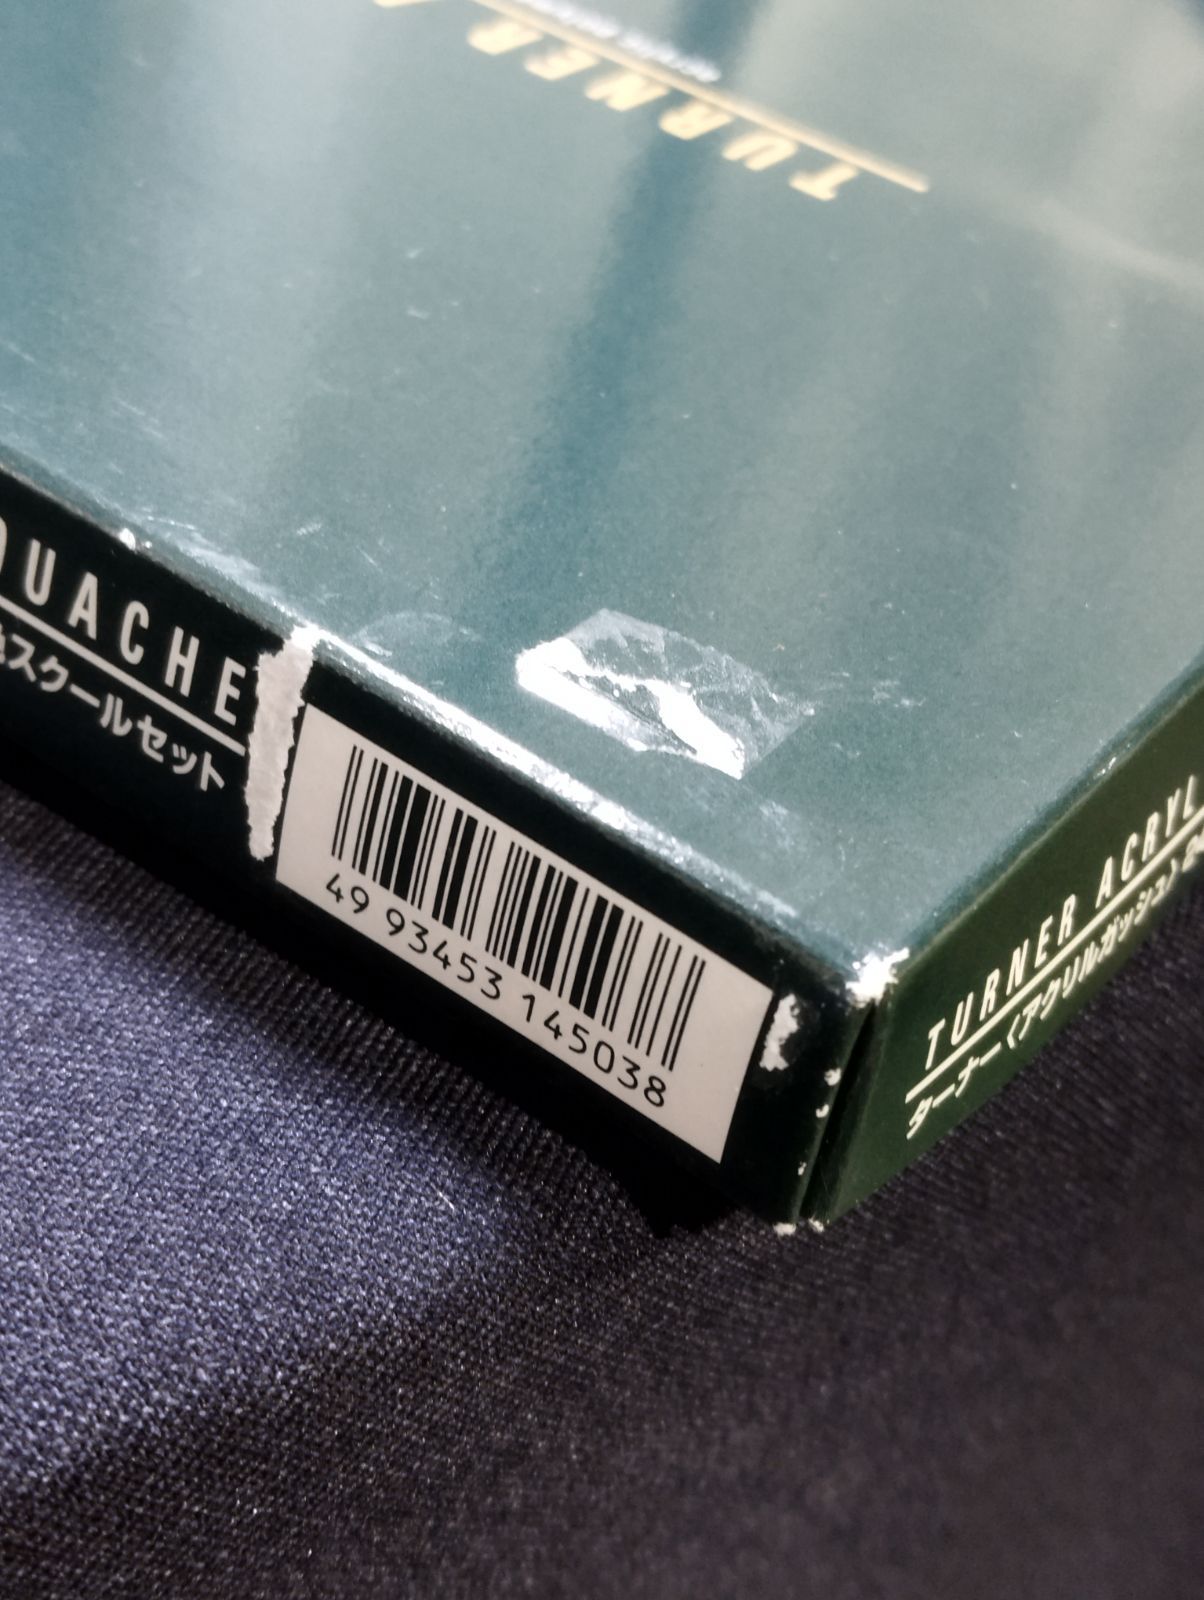 TURNER
OUACHE
スクールセット
49 93453 145038
TURNER ACRYL
ターナー〈アクリルガッシュ〉